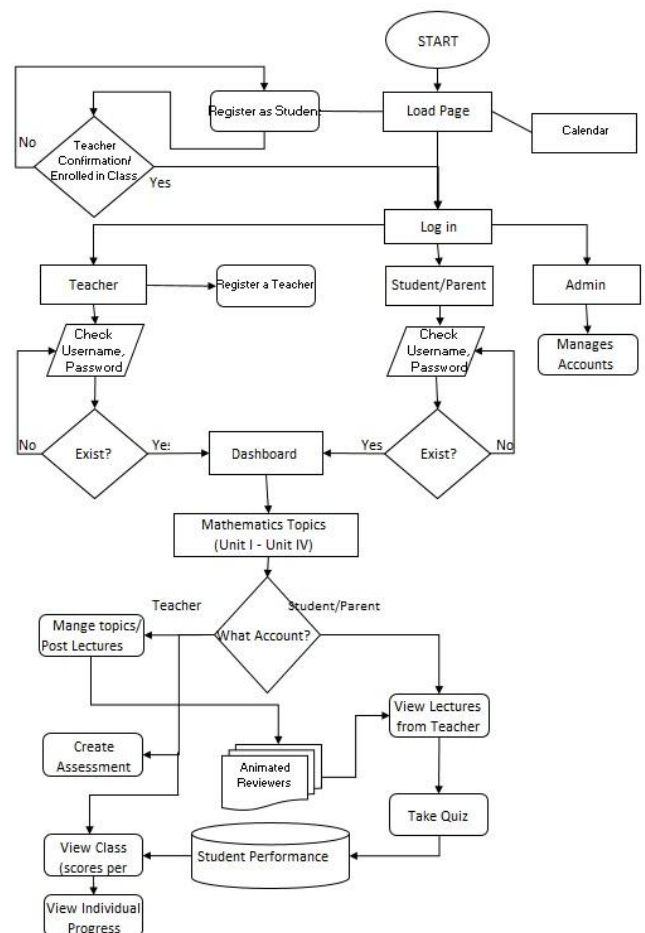 START
Register as Student
Load Page
Calendar
No
Teacher
Confirmation/
Enrolled in Class
Yes
Log in
Teacher
Register a Teacher
Student/Parent
Admin
Check
Username,
Password
Check
Username,
Password
Manages
Accounts
No
Exist?
Yes
Dashboard
Yes
Exist?
No
Mathematics Topics
(Unit I - Unit IV)
Teacher
Student/Parent
Mange topics/
Post Lectures
What Account?
View Lectures
from Teacher
Create
Assessment
Animated
Reviewers
Take Quiz
View Class
(scores per
Student Performance
View Individual
Progress